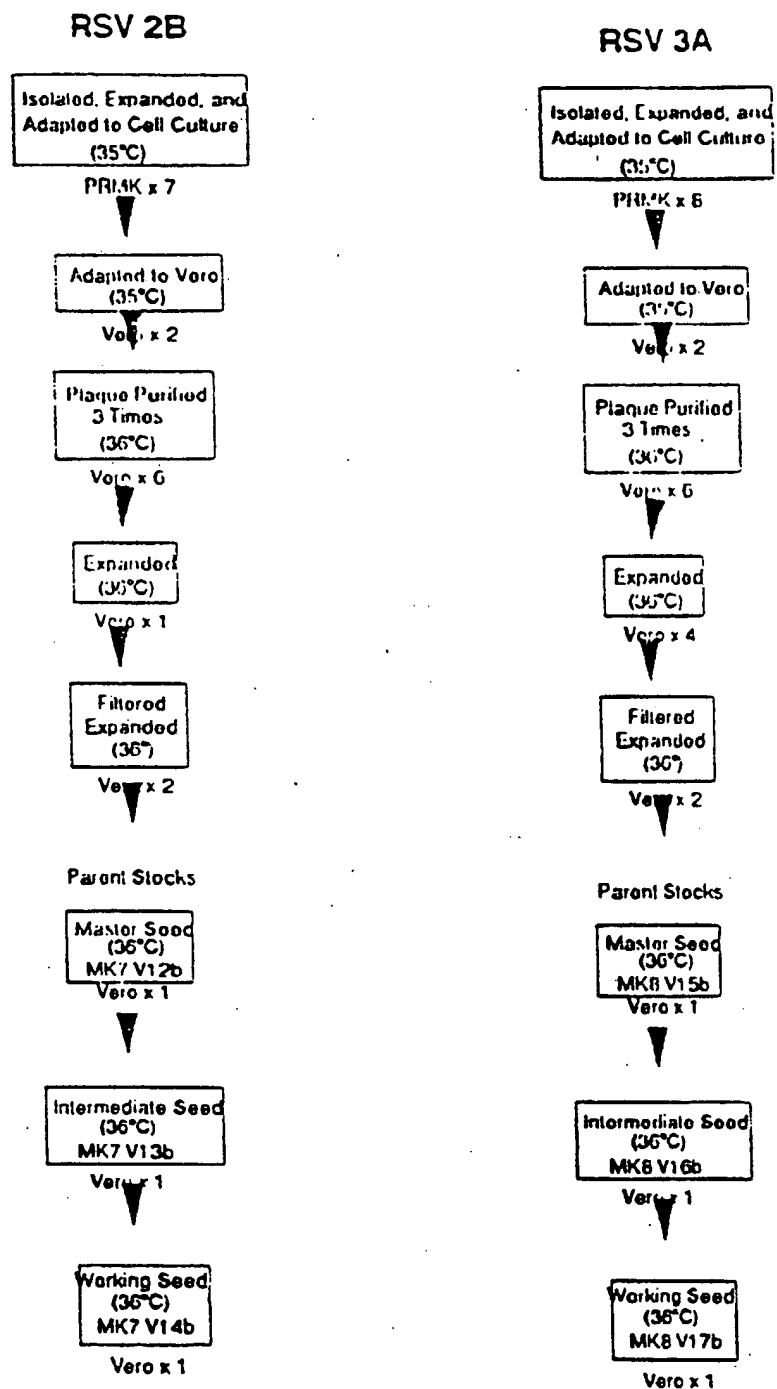 RSV 2B
Isolated, Expanded, and
Adapted to Cell Culture
(35°C)
PRMK x 7
Adapted to Vero
(35°C)
Vero x 2
Plaque Purified
3 Times
(36°C)
Vero x 6
Expanded
(36°C)
Vero x 1
Filtered
Expanded
(36°)
Vero x 2
Parent Stocks
Master Seed
(36°C)
MK7 V12b
Vero x 1
Intermediate Seed
(36°C)
MK7 V13b
Vero x 1
Working Seed
(36°C)
MK7 V14b
Vero x 1
RSV 3A
Isolated, Expanded, and
Adapted to Cell Culture
(35°C)
PRMK x 8
Adapted to Vero
(35°C)
Vero x 2
Plaque Purified
3 Times
(36°C)
Vero x 6
Expanded
(36°C)
Vero x 4
Filtered
Expanded
(36°)
Vero x 2
Parent Stocks
Master Seed
(36°C)
MK8 V15b
Vero x 1
Intermediate Seed
(36°C)
MK8 V16b
Vero x 1
Working Seed
(36°C)
MK8 V17b
Vero x 1